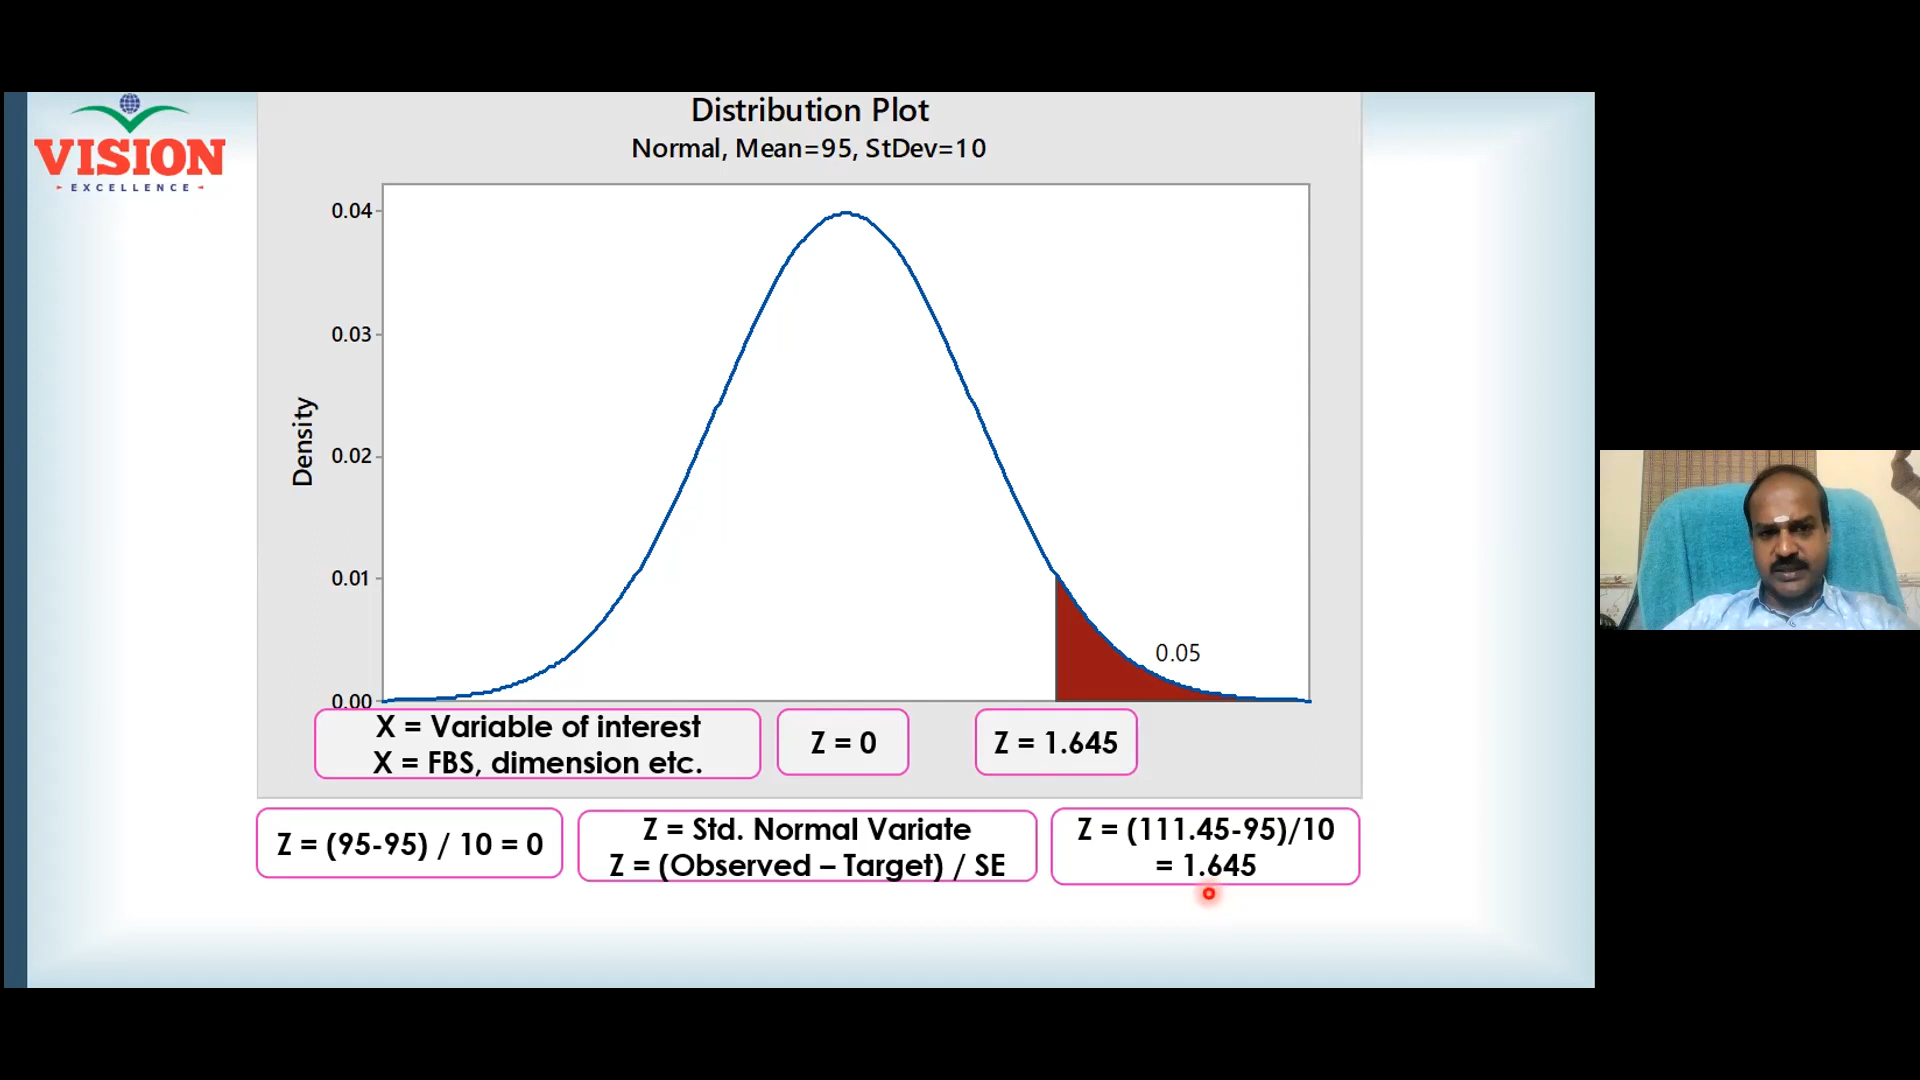 VISION
EXCELLENCE
Distribution Plot
Normal, Mean=95, StDev=10
Density
0.04
0.03
0.02
0.01
0.00
0.05
X = Variable of interest
X = FBS, dimension etc.
Z = 0
Z = 1.645
Z = (95-95) / 10 = 0
Z = Std. Normal Variate
Z = (Observed – Target) / SE
Z = (111.45-95)/10
= 1.645